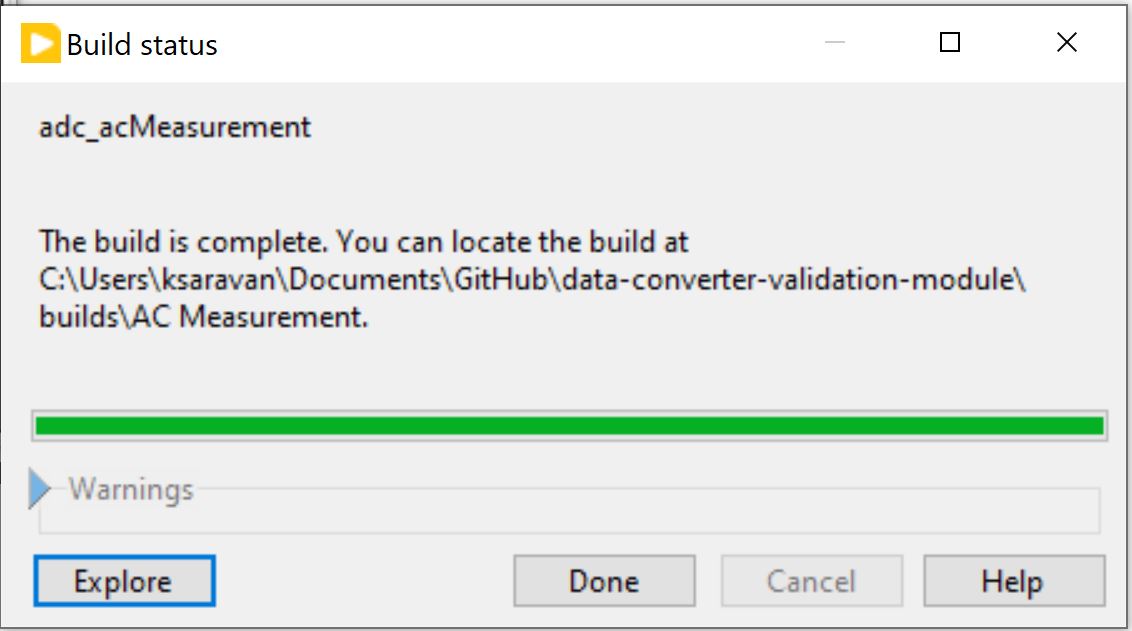 Build status
adc_acMeasurement
The build is complete. You can locate the build at
C:\Users\ksaravan\Documents\GitHub\data-converter-validation-module\
builds\AC Measurement.
Warnings
Explore
Done
Cancel
Help